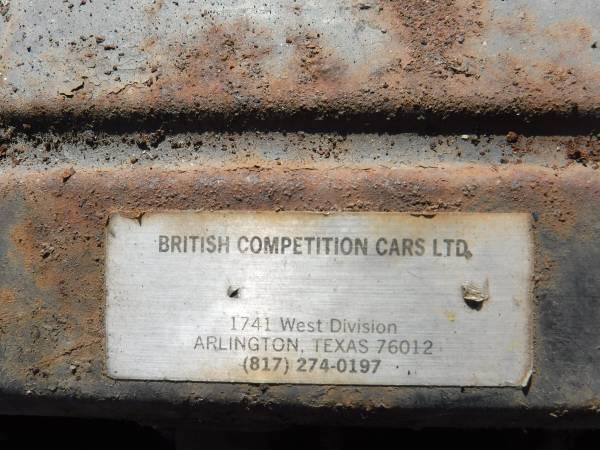 BRITISH COMPETITION CARS LTD.
1741 West Division
ARLINGTON, TEXAS 76012
(817) 274-0197